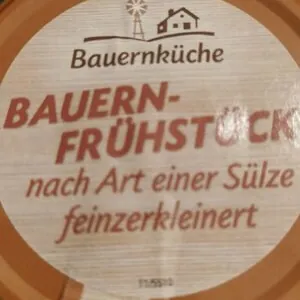 Bauernküche
BAUERN-
FRÜHSTÜCK
nach Art einer Sülze
feinzerkleinert